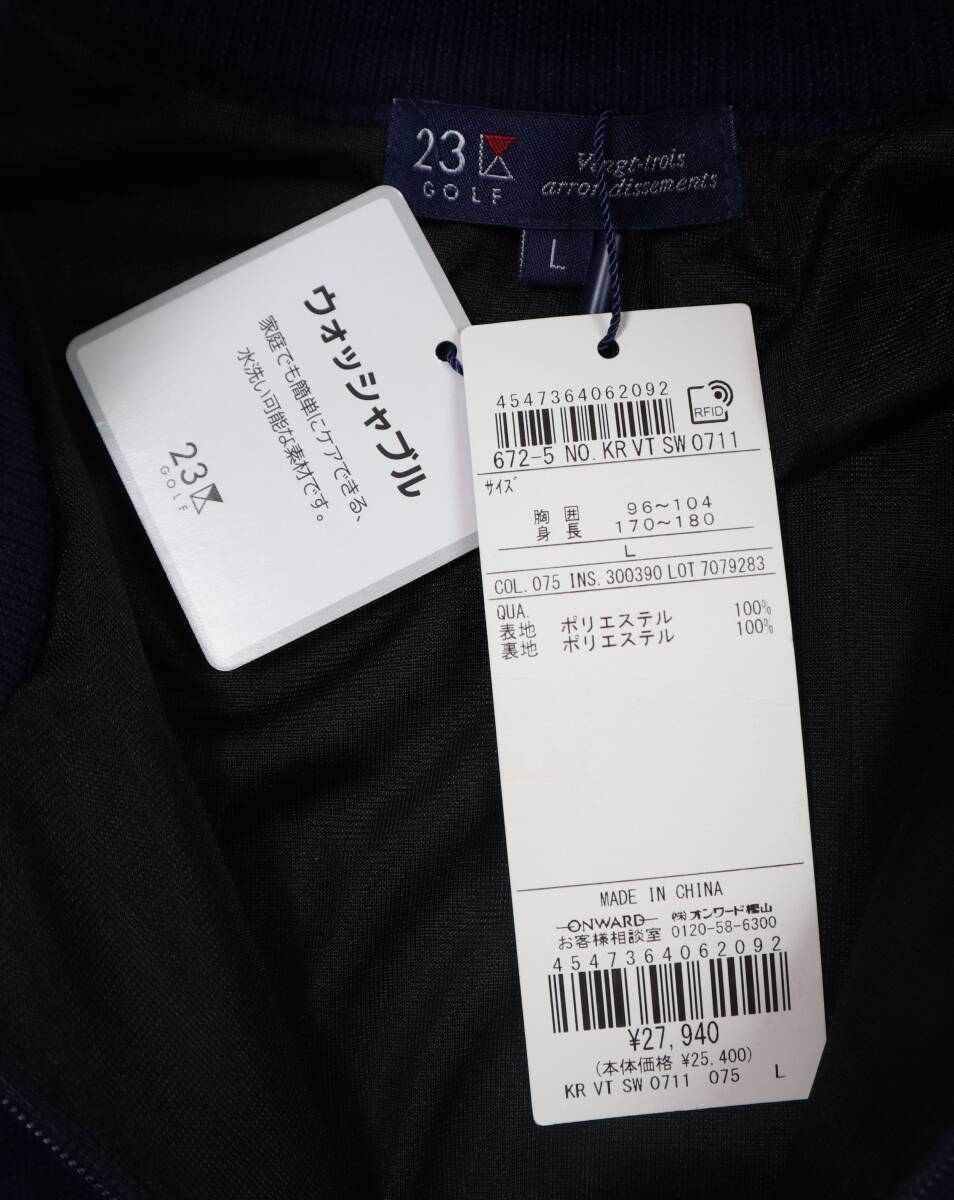 23
GOLF
Vingt-trois
arrondissements
L
ウォッシャブル
家庭でも簡単にケアできる、
水洗い可能な素材です。
23
GOLF
4547364062092
RFID
672-5 NO. KR VT SW 0711
サイズ
胸 囲 96～104
身 長 170～180
L
COL. 075 INS. 300390 LOT 7079283
QUA.
表地 ポリエステル 100%
裏地 ポリエステル 100%
MADE IN CHINA
ONWARD ㈱オンワード樫山
お客様相談室 0120-58-6300
4547364062092
¥27,940
(本体価格 ¥25,400)
KR VT SW 0711 075 L